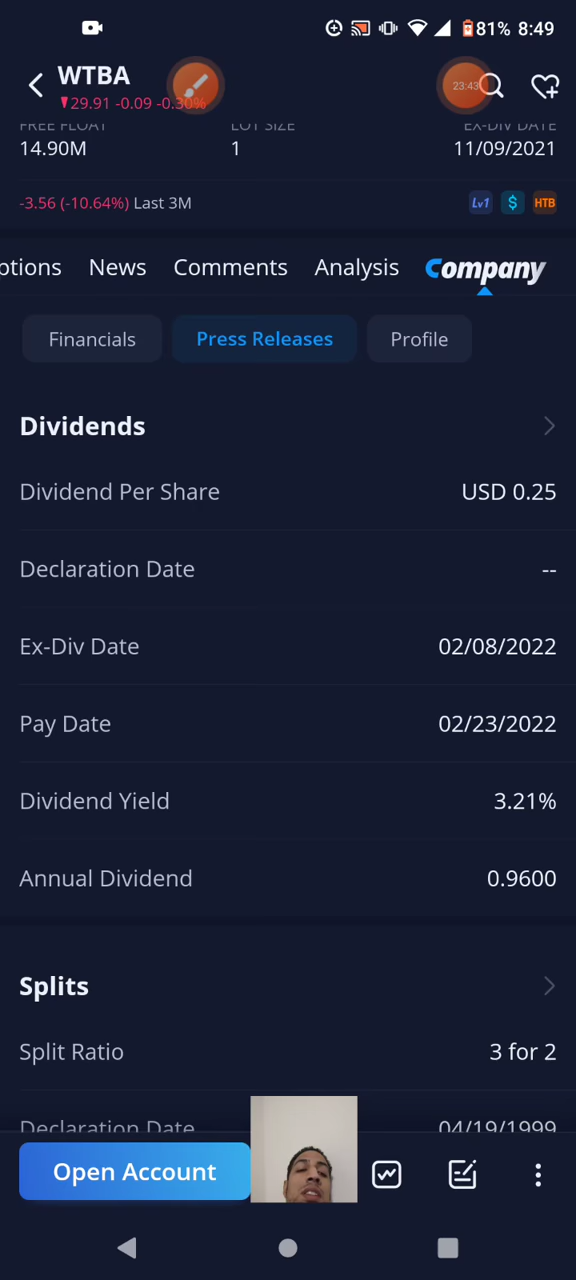 81% 8:49
WTBA
29.91 -0.09 -0.30%
23:43
FREE FLOAT LOT SIZE EX-DIV DATE
14.90M 1 11/09/2021
-3.56 (-10.64%) Last 3M Lv1 $ HTB
ptions News Comments Analysis Company
Financials Press Releases Profile
Dividends
Dividend Per Share USD 0.25
Declaration Date --
Ex-Div Date 02/08/2022
Pay Date 02/23/2022
Dividend Yield 3.21%
Annual Dividend 0.9600
Splits
Split Ratio 3 for 2
Declaration Date 04/19/1999
Open Account